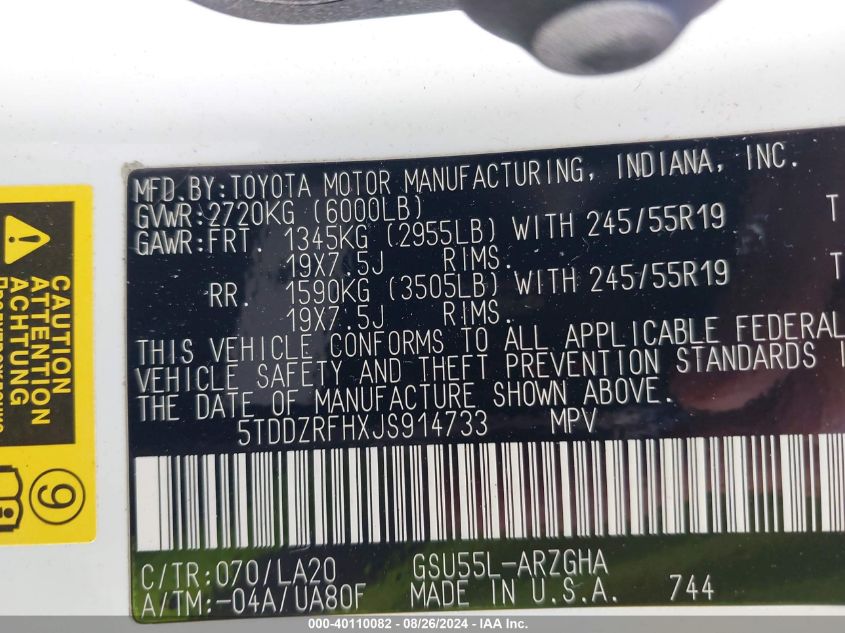 MFD.BY:TOYOTA MOTOR MANUFACTURING, INDIANA, INC.
GVWR:2720KG (6000LB)
GAWR:FRT. 1345KG (2955LB) WITH 245/55R19 T
19X7.5J RIMS.
RR. 1590KG (3505LB) WITH 245/55R19 T
19X7.5J RIMS.
THIS VEHICLE CONFORMS TO ALL APPLICABLE FEDERAL
VEHICLE SAFETY AND THEFT PREVENTION STANDARDS I
THE DATE OF MANUFACTURE SHOWN ABOVE.
5TDDZRFHXJS914733 MPV
C/TR:070/LA20 GSU55L-ARZGHA
A/TM:-04A/UA80F MADE IN U.S.A. 744
CAUTION
ATTENTION
ACHTUNG
9
000-40110082 - 08/26/2024 - IAAI, Inc.